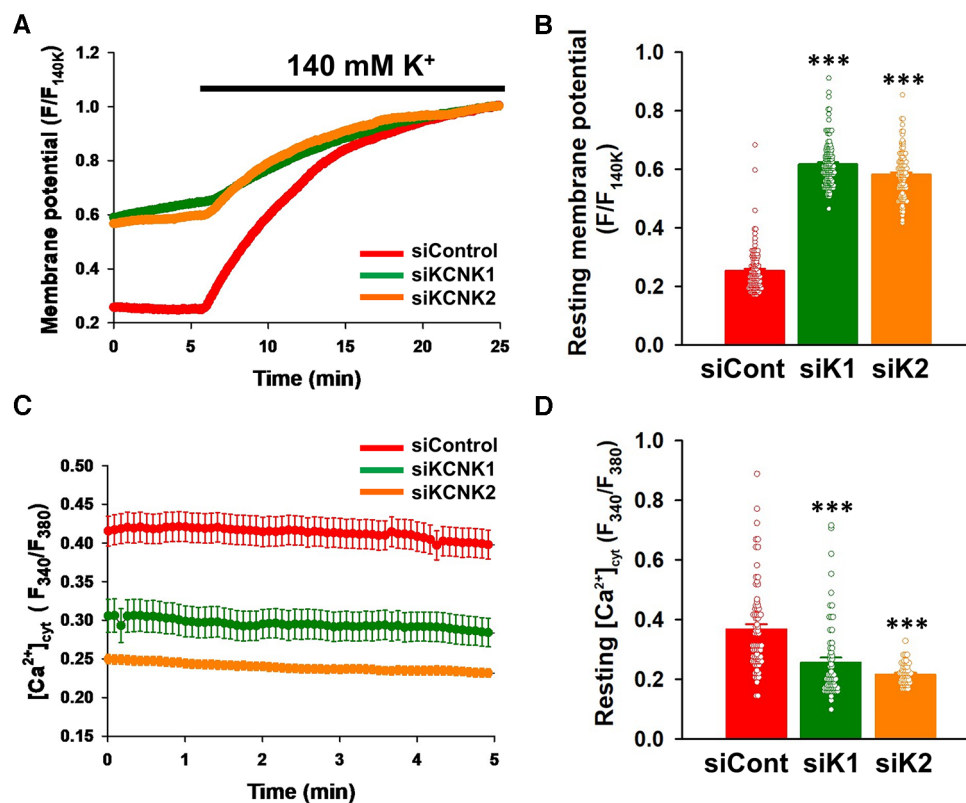 A
140 mM K⁺
Membrane potential (F/F₁₄₀K)
1.2
1.0
0.8
0.6
0.4
0.2
siControl
siKCNK1
siKCNK2
0
5
10
15
20
25
Time (min)
B
Resting membrane potential
(F/F₁₄₀K)
1.0
0.8
0.6
0.4
0.2
0.0
***
***
siCont
siK1
siK2
C
siControl
siKCNK1
siKCNK2
[Ca²⁺]cyt ( F₃₄₀/F₃₈₀)
0.50
0.45
0.40
0.35
0.30
0.25
0.20
0.15
0
1
2
3
4
5
Time (min)
D
Resting [Ca²⁺]cyt (F₃₄₀/F₃₈₀)
1.0
0.8
0.6
0.4
0.2
0.0
***
***
siCont
siK1
siK2